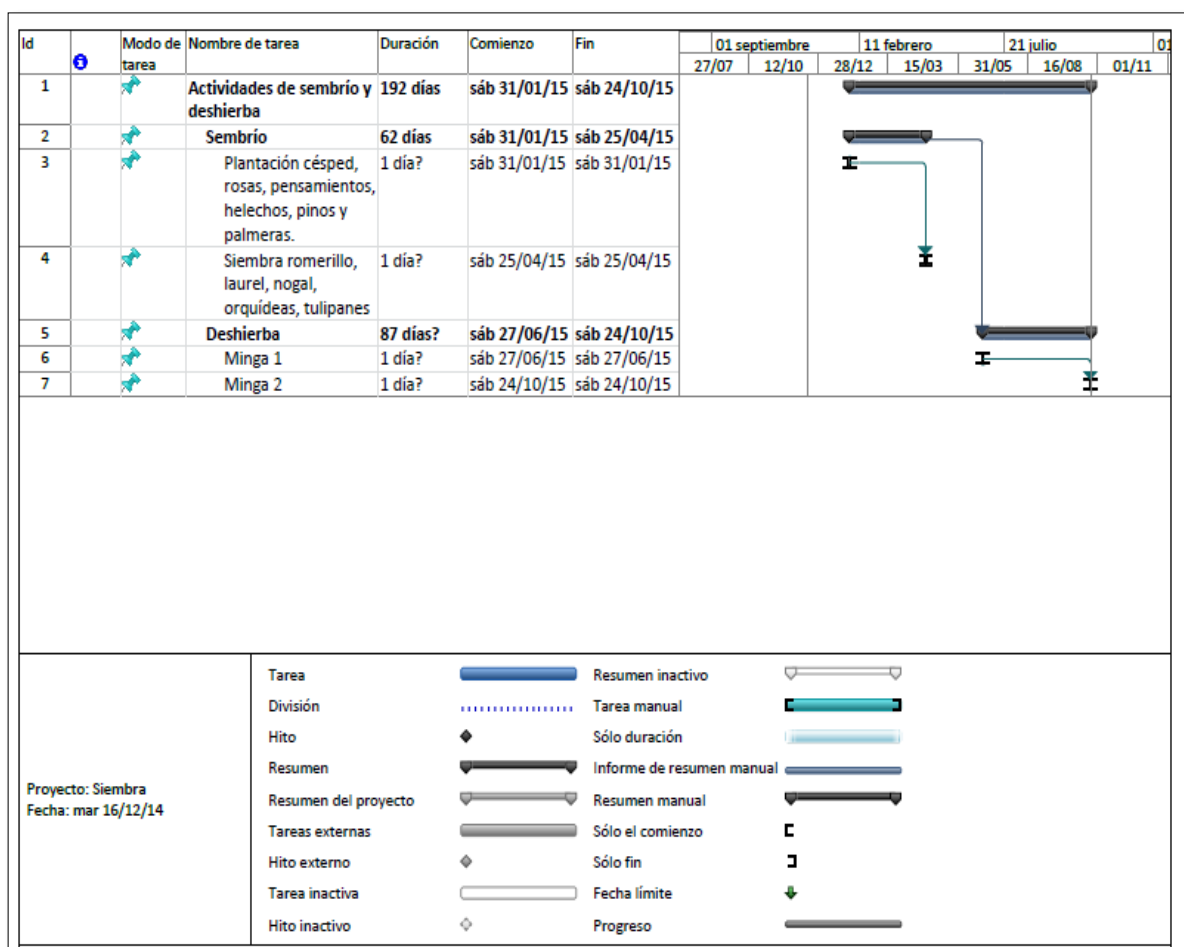 Id Modo de tarea Nombre de tarea Duración Comienzo Fin
01 septiembre 11 febrero 21 julio 01
27/07 12/10 28/12 15/03 31/05 16/08 01/11
1 Actividades de sembrío y 192 días sáb 31/01/15 sáb 24/10/15
deshierba
2 Sembrío 62 días sáb 31/01/15 sáb 25/04/15
3 Plantación césped, 1 día? sáb 31/01/15 sáb 31/01/15
rosas, pensamientos,
helechos, pinos y
palmeras.
4 Siembra romerillo, 1 día? sáb 25/04/15 sáb 25/04/15
laurel, nogal,
orquídeas, tulipanes
5 Deshierba 87 días? sáb 27/06/15 sáb 24/10/15
6 Minga 1 1 día? sáb 27/06/15 sáb 27/06/15
7 Minga 2 1 día? sáb 24/10/15 sáb 24/10/15
Proyecto: Siembra
Fecha: mar 16/12/14
Tarea
División
Hito
Resumen
Resumen del proyecto
Tareas externas
Hito externo
Tarea inactiva
Hito inactivo
Resumen inactivo
Tarea manual
Sólo duración
Informe de resumen manual
Resumen manual
Sólo el comienzo
Sólo fin
Fecha límite
Progreso